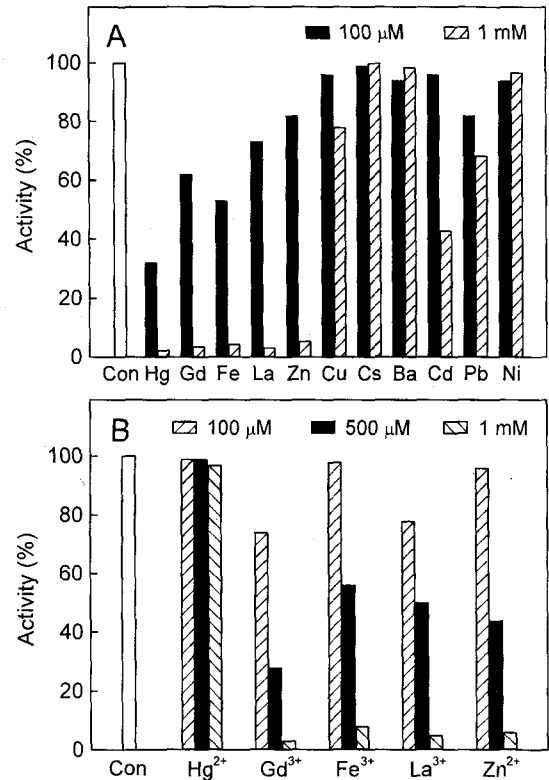 A 100 μM 1 mM
Activity (%)
100
80
60
40
20
0
Con Hg Gd Fe La Zn Cu Cs Ba Cd Pb Ni
B 100 μM 500 μM 1 mM
Activity (%)
100
80
60
40
20
0
Con Hg2+ Gd3+ Fe3+ La3+ Zn2+